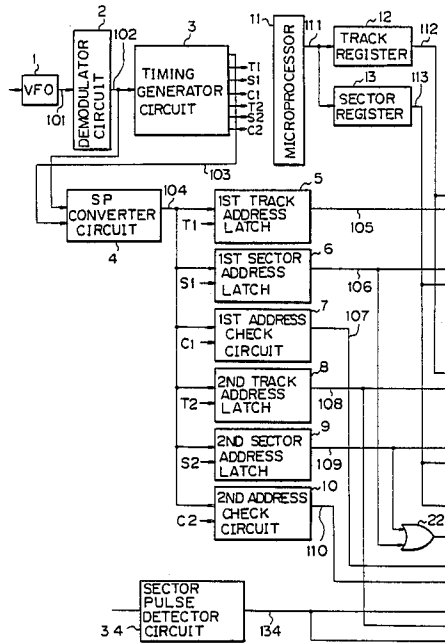 1
VFO
101
2
DEMODULATOR
CIRCUIT
102
3
TIMING
GENERATOR
CIRCUIT
T1
S1
C1
T2
S2
C2
103
11
MICROPROCESSOR
111
12
TRACK
REGISTER
112
13
SECTOR
REGISTER
113
SP
CONVERTER
CIRCUIT
4
104
5
1ST TRACK
ADDRESS
LATCH
T1
105
6
1ST SECTOR
ADDRESS
LATCH
S1
106
7
1ST ADDRESS
CHECK
CIRCUIT
C1
107
8
2ND TRACK
ADDRESS
LATCH
T2
108
9
2ND SECTOR
ADDRESS
LATCH
S2
109
10
2ND ADDRESS
CHECK
CIRCUIT
C2
110
22
SECTOR
PULSE
DETECTOR
CIRCUIT
34
134